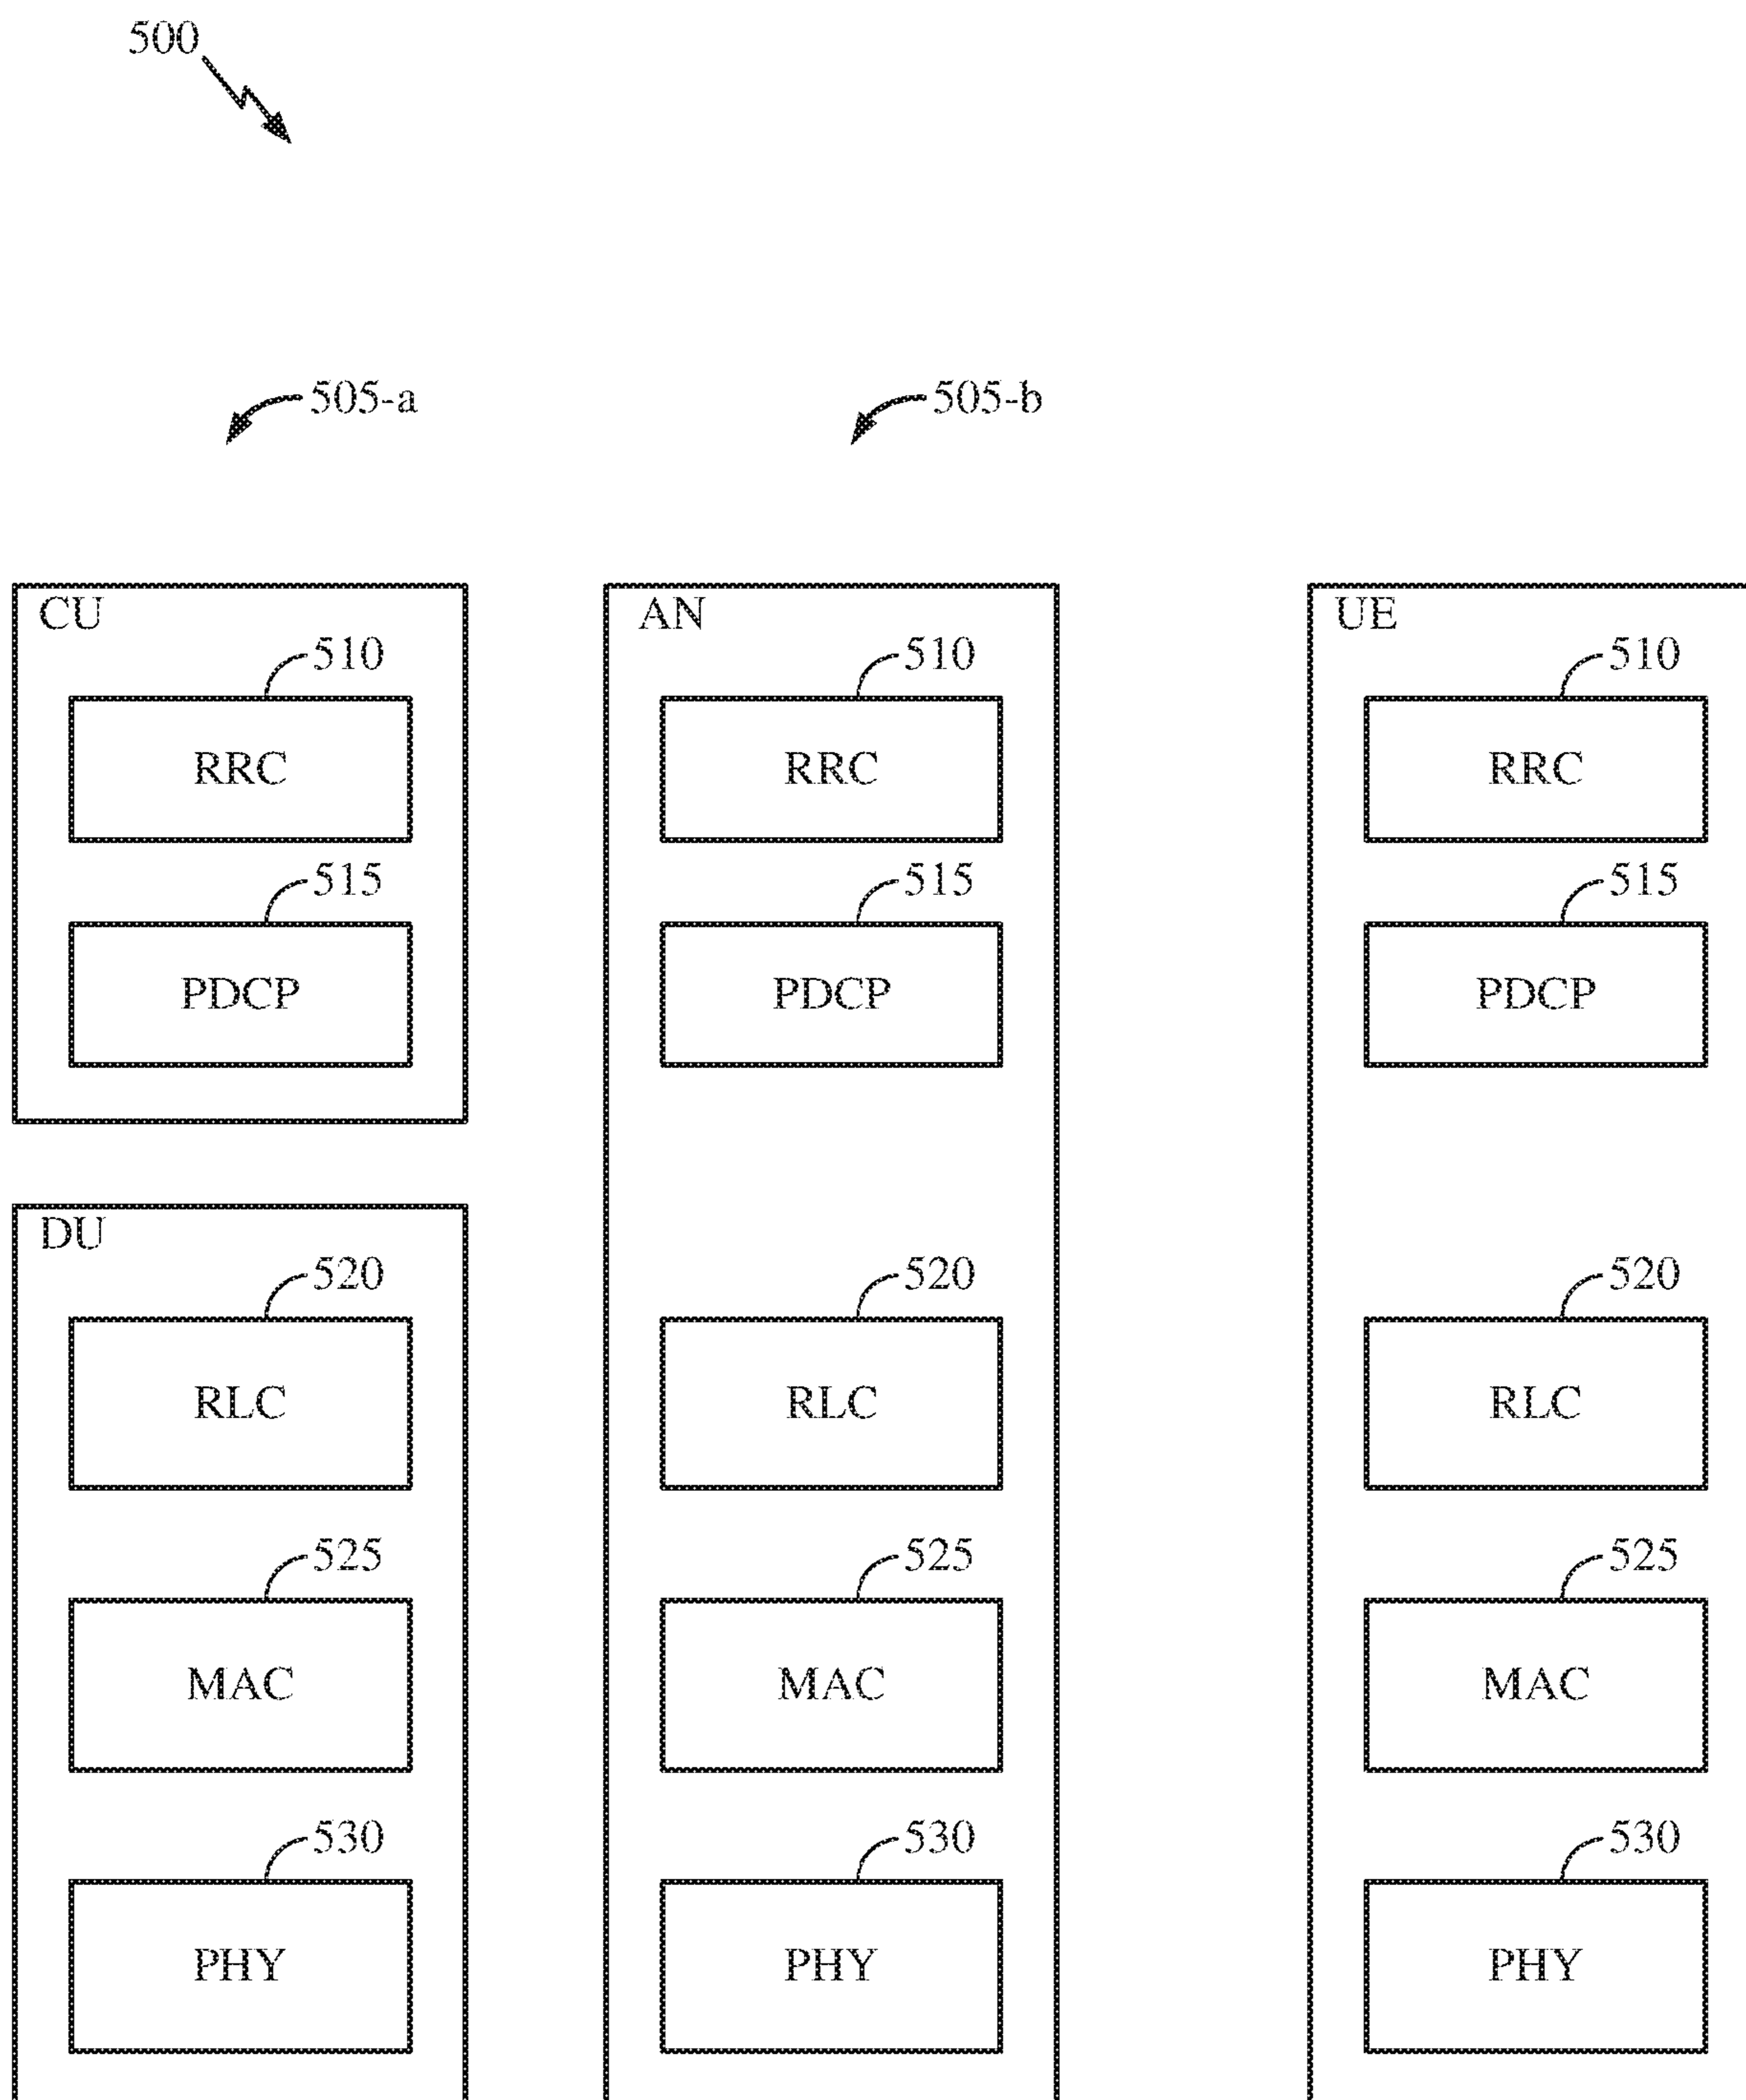 500
505-a 505-b
CU AN UE
510 510 510
RRC RRC RRC
515 515 515
PDCP PDCP PDCP
DU
520 520 520
RLC RLC RLC
525 525 525
MAC MAC MAC
530 530 530
PHY PHY PHY